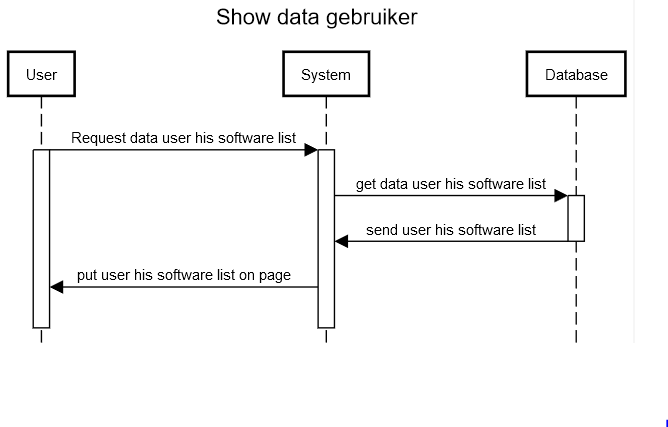 Show data gebruiker
User
System
Database
Request data user his software list
get data user his software list
send user his software list
put user his software list on page